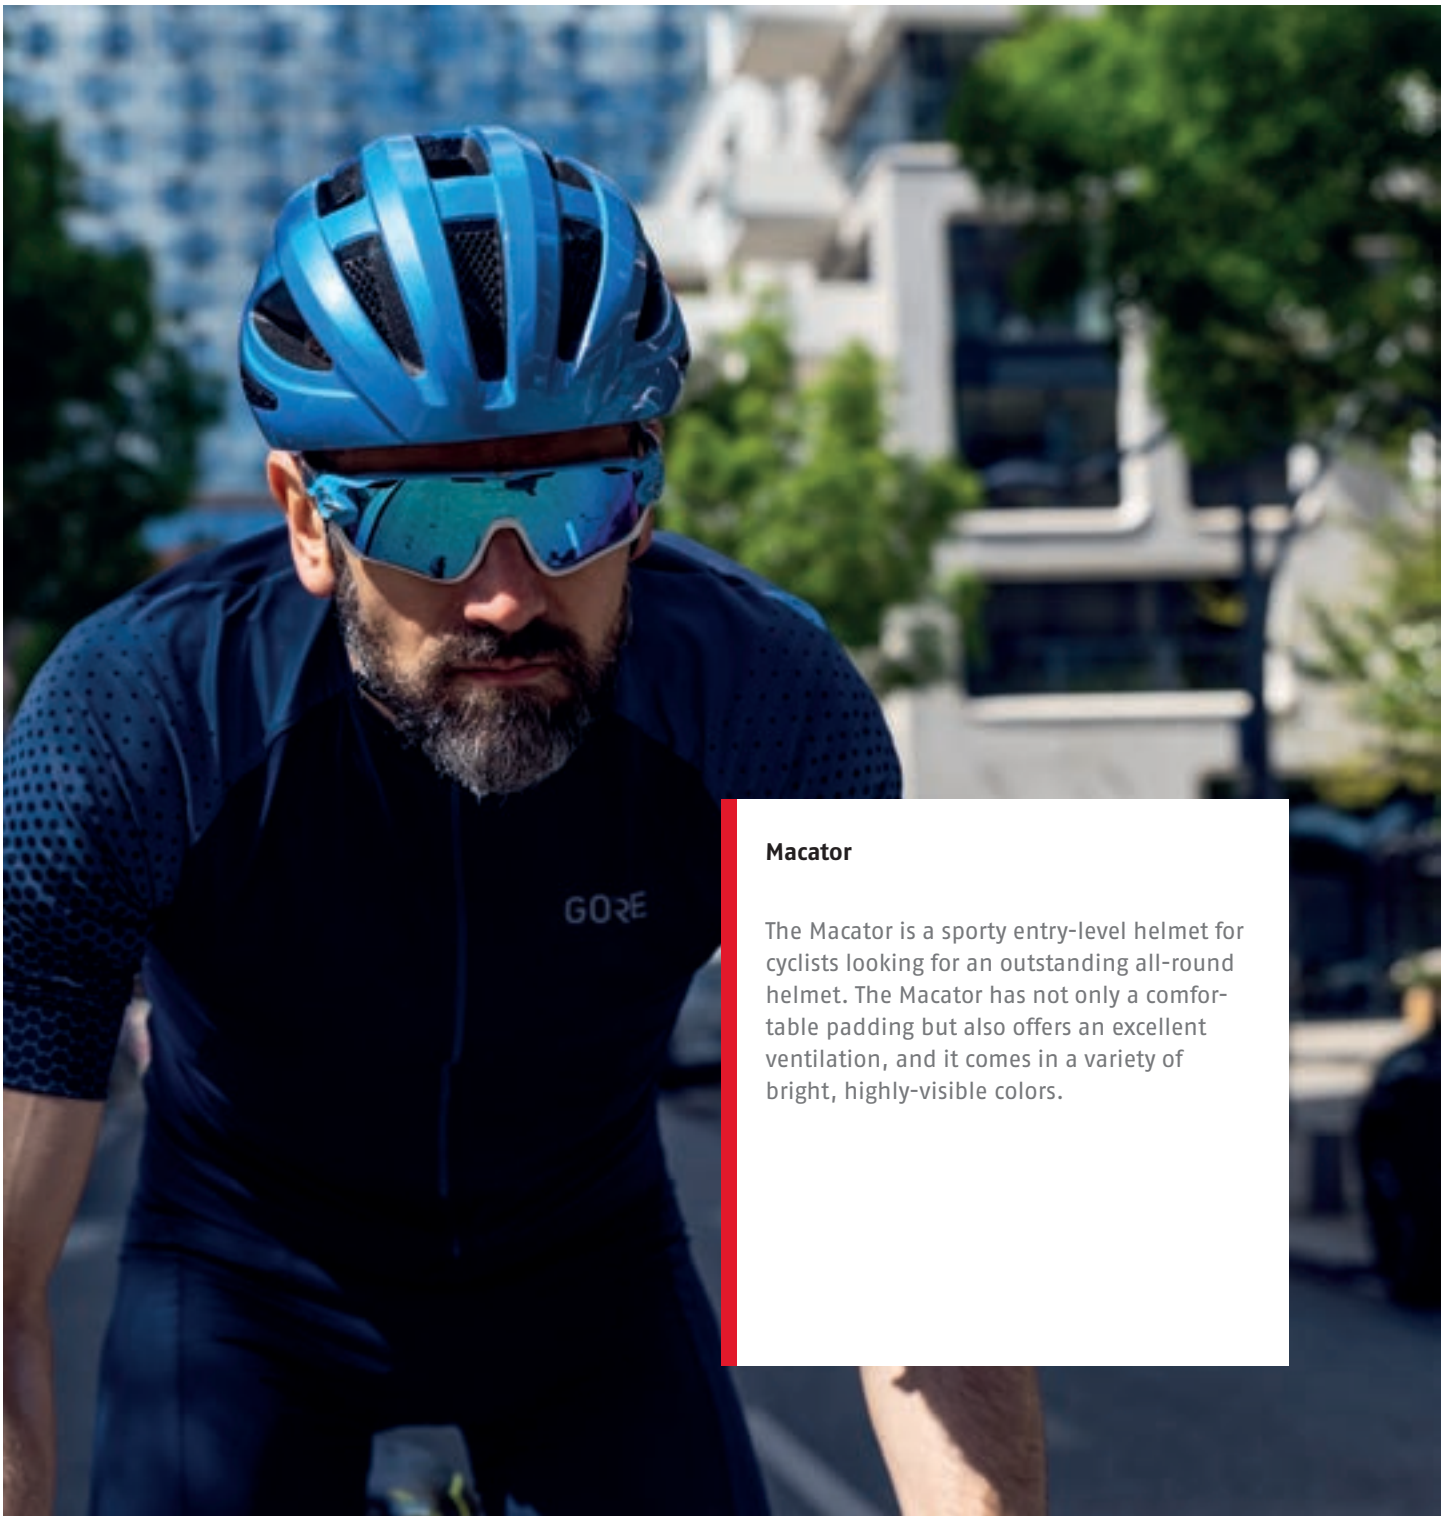 GORE
Macator
The Macator is a sporty entry-level helmet for
cyclists looking for an outstanding all-round
helmet. The Macator has not only a comfor-
table padding but also offers an excellent
ventilation, and it comes in a variety of
bright, highly-visible colors.